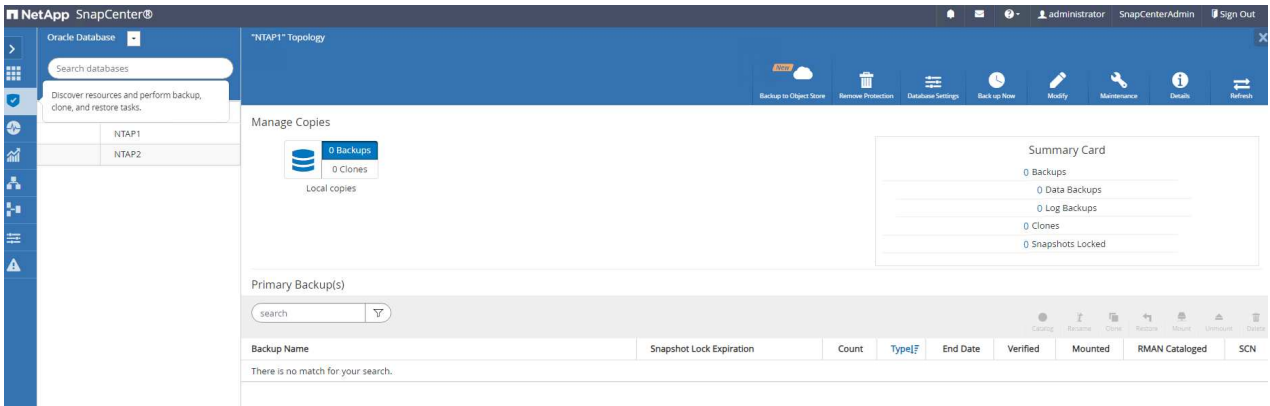 NetApp SnapCenter®
administrator SnapCenterAdmin Sign Out
Oracle Database
Search databases
Discover resources and perform backup,
clone, and restore tasks.
NTAP1
NTAP2
"NTAP1" Topology
New
Backup to Object Store Remove Protection Database Settings Back up Now Modify Maintenance Details Refresh
Manage Copies
0 Backups
0 Clones
Local copies
Summary Card
0 Backups
0 Data Backups
0 Log Backups
0 Clones
0 Snapshots Locked
Primary Backup(s)
search
Catalog Rename Clone Restore Mount Unmount Delete
Backup Name Snapshot Lock Expiration Count Type End Date Verified Mounted RMAN Cataloged SCN
There is no match for your search.